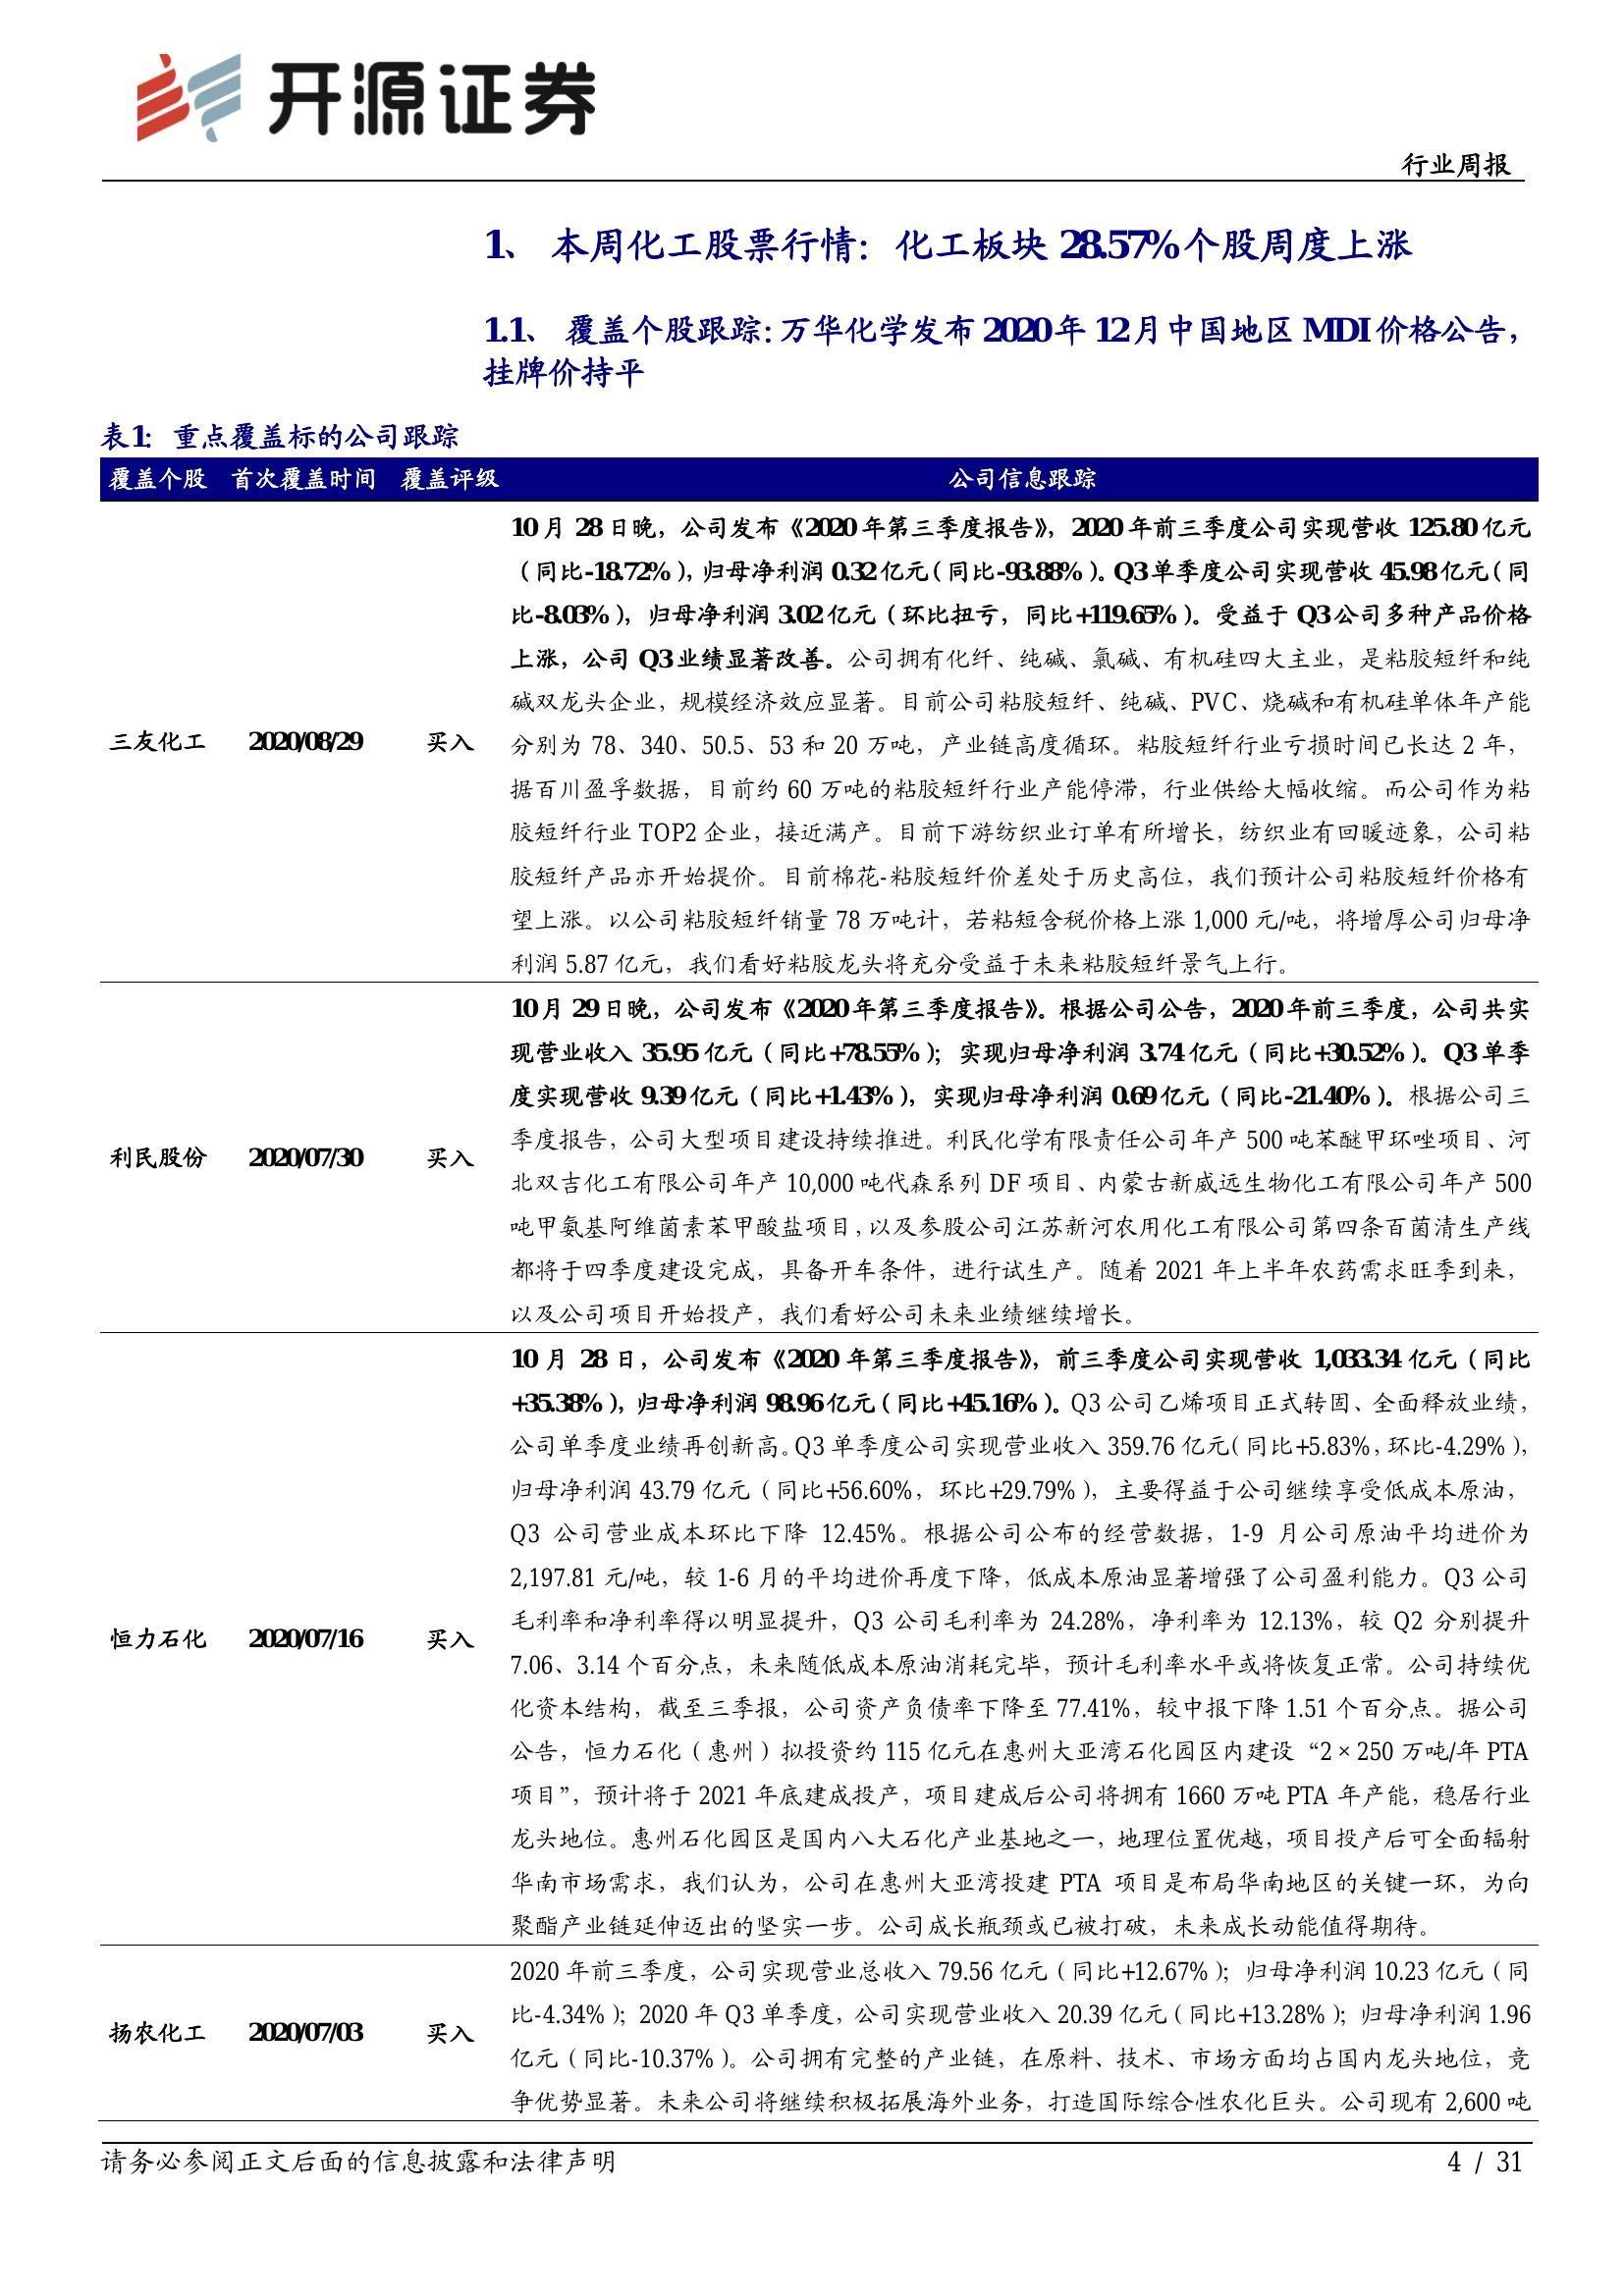 开源证券
行业周报
1、 本周化工股票行情：化工板块 28.57%个股周度上涨
1.1、 覆盖个股跟踪：万华化学发布 2020 年 12 月中国地区 MDI 价格公告，
挂牌价持平
表1： 重点覆盖标的公司跟踪
覆盖个股 首次覆盖时间 覆盖评级 公司信息跟踪
三友化工 2020/08/29 买入
10 月 28 日晚，公司发布《2020 年第三季度报告》，2020 年前三季度公司实现营收 125.80 亿元
（同比-18.72%），归母净利润 0.32 亿元（同比-93.88%）。Q3 单季度公司实现营收 45.98 亿元（同
比-8.03%），归母净利润 3.02 亿元（环比扭亏，同比+119.65%）。受益于 Q3 公司多种产品价格
上涨，公司 Q3 业绩显著改善。公司拥有化纤、纯碱、氯碱、有机硅四大主业，是粘胶短纤和纯
碱双龙头企业，规模经济效应显著。目前公司粘胶短纤、纯碱、PVC、烧碱和有机硅单体年产能
分别为 78、340、50.5、53 和 20 万吨，产业链高度循环。粘胶短纤行业亏损时间已长达 2 年，
据百川盈孚数据，目前约 60 万吨的粘胶短纤行业产能停滞，行业供给大幅收缩。而公司作为粘
胶短纤行业 TOP2 企业，接近满产。目前下游纺织业订单有所增长，纺织业有回暖迹象，公司粘
胶短纤产品亦开始提价。目前棉花-粘胶短纤价差处于历史高位，我们预计公司粘胶短纤价格有
望上涨。以公司粘胶短纤销量 78 万吨计，若粘短含税价格上涨 1,000 元/吨，将增厚公司归母净
利润 5.87 亿元，我们看好粘胶龙头将充分受益于未来粘胶短纤景气上行。
利民股份 2020/07/30 买入
10 月 29 日晚，公司发布《2020 年第三季度报告》。根据公司公告，2020 年前三季度，公司共实
现营业收入 35.95 亿元（同比+78.55%）；实现归母净利润 3.74 亿元（同比+30.52%）。Q3 单季
度实现营收 9.39 亿元（同比+1.43%），实现归母净利润 0.69 亿元（同比-21.40%）。根据公司三
季度报告，公司大型项目建设持续推进。利民化学有限责任公司年产 500 吨苯醚甲环唑项目、河
北双吉化工有限公司年产 10,000 吨代森系列 DF 项目、内蒙古新威远生物化工有限公司年产 500
吨甲氨基阿维菌素苯甲酸盐项目，以及参股公司江苏新河农用化工有限公司第四条百菌清生产线
都将于四季度建设完成，具备开车条件，进行试生产。随着 2021 年上半年农药需求旺季到来，
以及公司项目开始投产，我们看好公司未来业绩继续增长。
恒力石化 2020/07/16 买入
10 月 28 日，公司发布《2020 年第三季度报告》，前三季度公司实现营收 1,033.34 亿元（同比
+35.38%），归母净利润 98.96 亿元（同比+45.16%）。Q3 公司乙烯项目正式转固、全面释放业绩，
公司单季度业绩再创新高。Q3 单季度公司实现营业收入 359.76 亿元（同比+5.83%，环比-4.29%），
归母净利润 43.79 亿元（同比+56.60%，环比+29.79%），主要得益于公司继续享受低成本原油，
Q3 公司营业成本环比下降 12.45%。根据公司公布的经营数据，1-9 月公司原油平均进价为
2,197.81 元/吨，较 1-6 月的平均进价再度下降，低成本原油显著增强了公司盈利能力。Q3 公司
毛利率和净利率得以明显提升，Q3 公司毛利率为 24.28%，净利率为 12.13%，较 Q2 分别提升
7.06、3.14 个百分点，未来随低成本原油消耗完毕，预计毛利率水平或将恢复正常。公司持续优
化资本结构，截至三季报，公司资产负债率下降至 77.41%，较中报下降 1.51 个百分点。据公司
公告，恒力石化（惠州）拟投资约 115 亿元在惠州大亚湾石化园区内建设“2×250 万吨/年 PTA
项目”，预计将于 2021 年底建成投产，项目建成后公司将拥有 1660 万吨 PTA 年产能，稳居行业
龙头地位。惠州石化园区是国内八大石化产业基地之一，地理位置优越，项目投产后可全面辐射
华南市场需求，我们认为，公司在惠州大亚湾投建 PTA 项目是布局华南地区的关键一环，为向
聚酯产业链延伸迈出的坚实一步。公司成长瓶颈或已被打破，未来成长动能值得期待。
扬农化工 2020/07/03 买入
2020 年前三季度，公司实现营业总收入 79.56 亿元（同比+12.67%）；归母净利润 10.23 亿元（同
比-4.34%）；2020 年 Q3 单季度，公司实现营业收入 20.39 亿元（同比+13.28%）；归母净利润 1.96
亿元（同比-10.37%）。公司拥有完整的产业链，在原料、技术、市场方面均占国内龙头地位，竞
争优势显著。未来公司将继续积极拓展海外业务，打造国际综合性农化巨头。公司现有 2,600 吨
请务必参阅正文后面的信息披露和法律声明 4 / 31